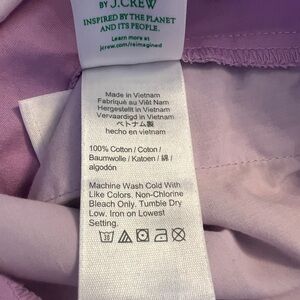 BY J.CREW
INSPIRED BY THE PLANET
AND ITS PEOPLE.
Learn more at
jcrew.com/reimagined
Made in Vietnam
Fabriqué au Viêt Nam
Hergestellt in Vietnam
Vervaardigd in Vietnam
ベトナム製
hecho en vietnam
100% Cotton / Coton /
Baumwolle / Katoen / 綿 /
algodón
Machine Wash Cold With
Like Colors. Non-Chlorine
Bleach Only. Tumble Dry
Low. Iron on Lowest
Setting.